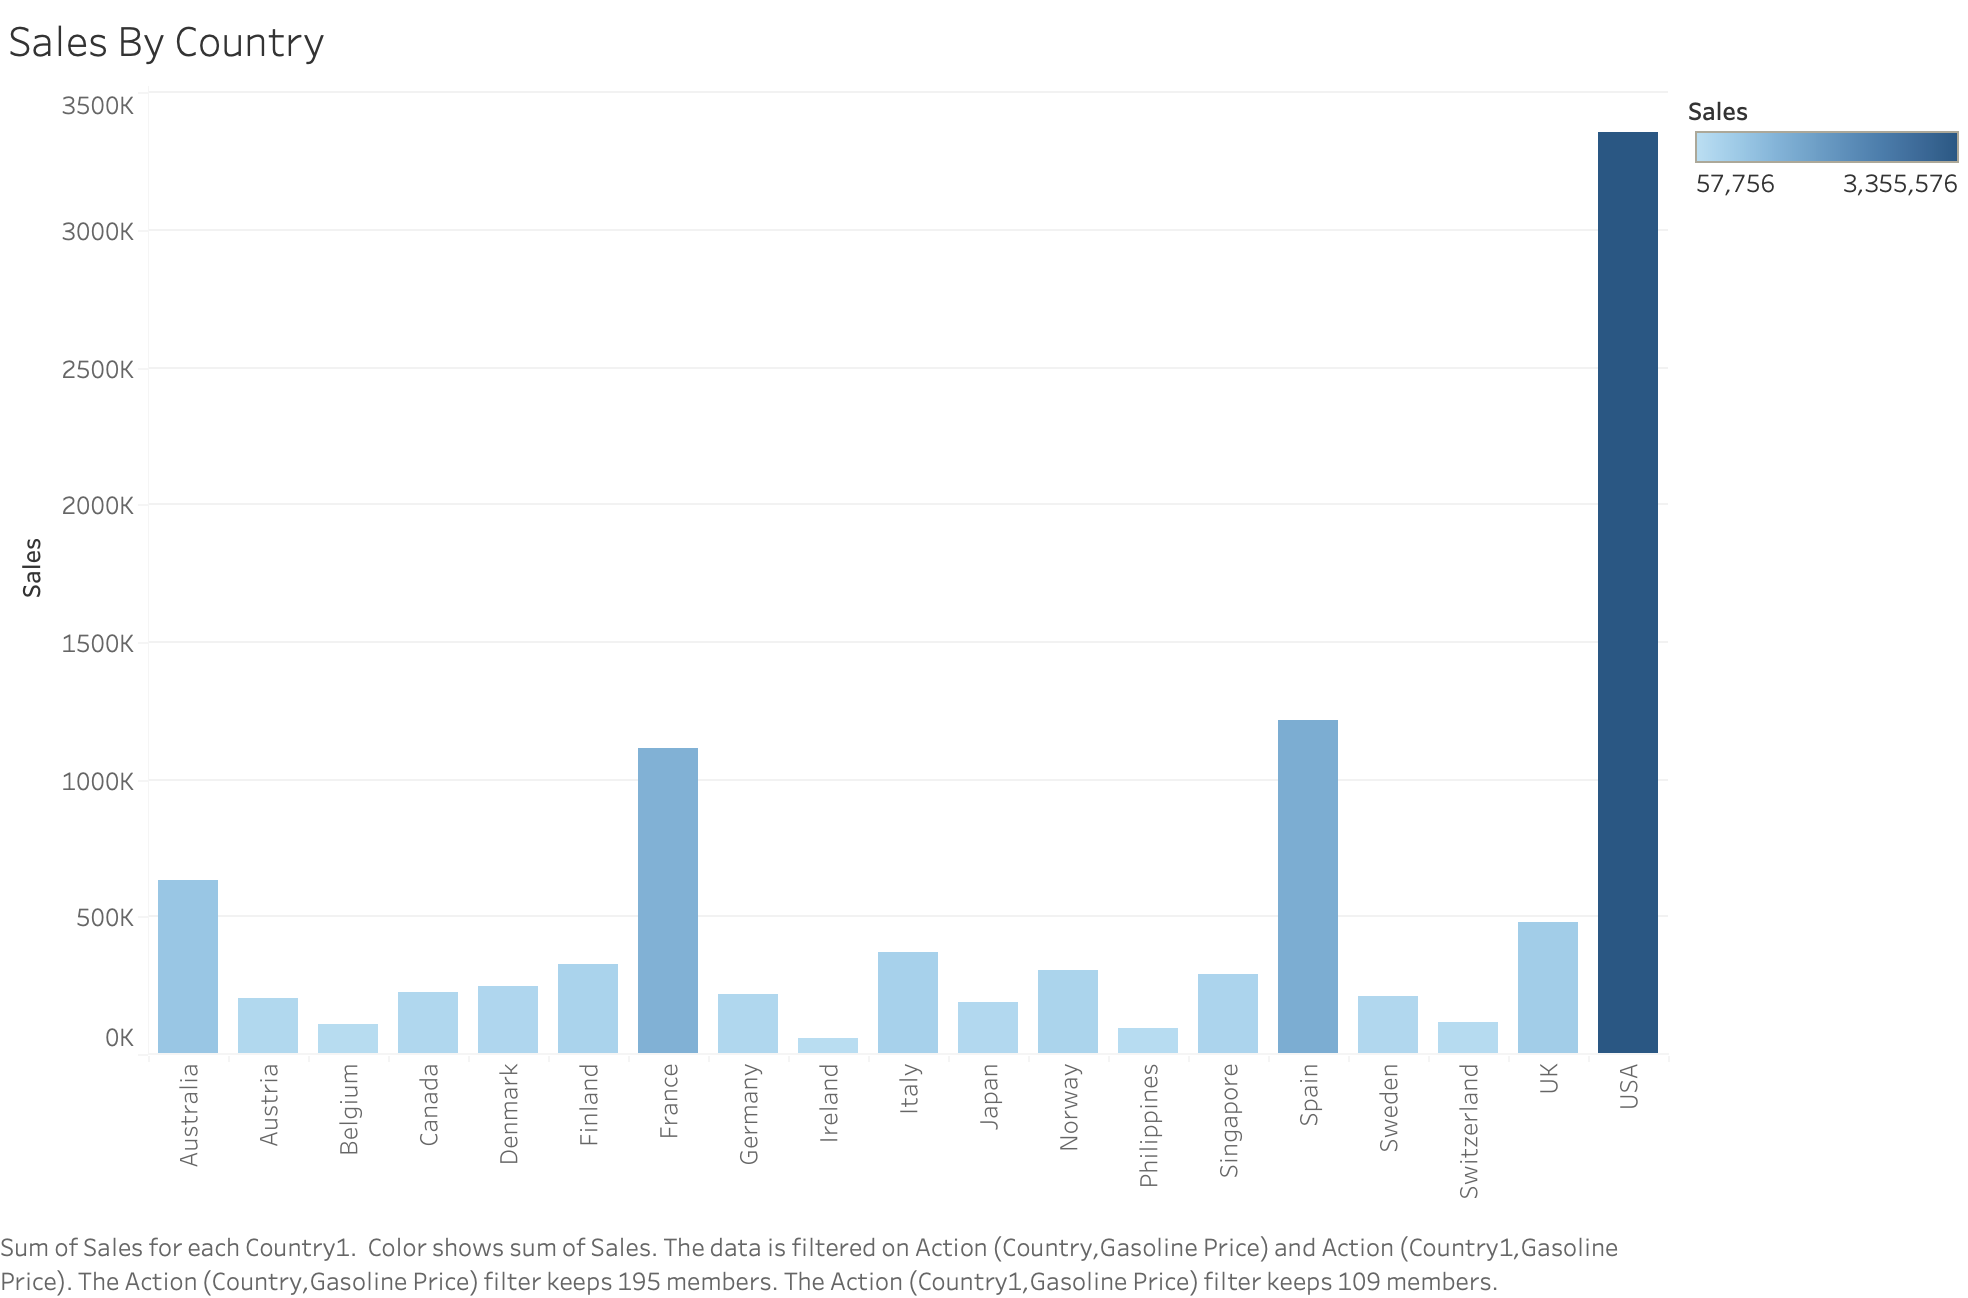 Sales By Country
3500K
3000K
2500K
2000K
1500K
1000K
500K
0K
Sales
Australia
Austria
Belgium
Canada
Denmark
Finland
France
Germany
Ireland
Italy
Japan
Norway
Philippines
Singapore
Spain
Sweden
Switzerland
UK
USA
Sales
57,756 3,355,576
Sum of Sales for each Country1.  Color shows sum of Sales. The data is filtered on Action (Country,Gasoline Price) and Action (Country1,Gasoline
Price). The Action (Country,Gasoline Price) filter keeps 195 members. The Action (Country1,Gasoline Price) filter keeps 109 members.